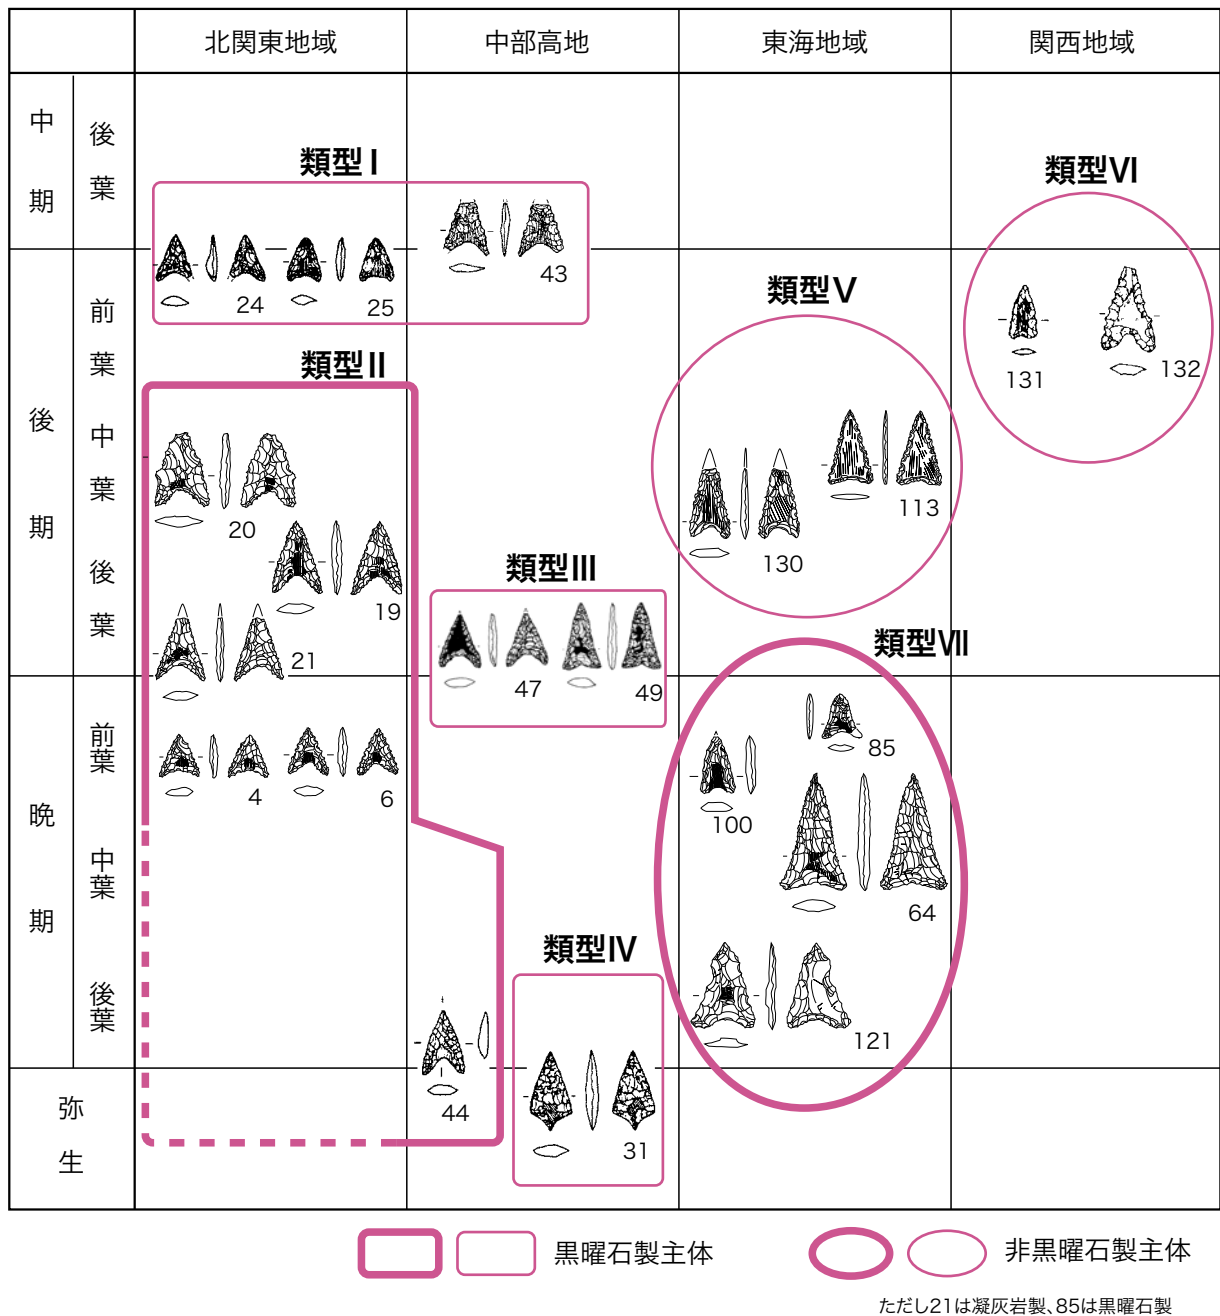 北関東地域 中部高地 東海地域 関西地域
中期
後葉
類型Ⅰ
24 25 43
類型Ⅵ
131 132
後期
前葉
中葉
後葉
類型Ⅱ
20
19
21
類型Ⅴ
113
130
類型Ⅲ
47 49
類型Ⅶ
85
100
64
121
晩期
前葉
中葉
後葉
4 6
類型Ⅳ
44
31
弥生
黒曜石製主体 非黒曜石製主体
ただし21は凝灰岩製、85は黒曜石製